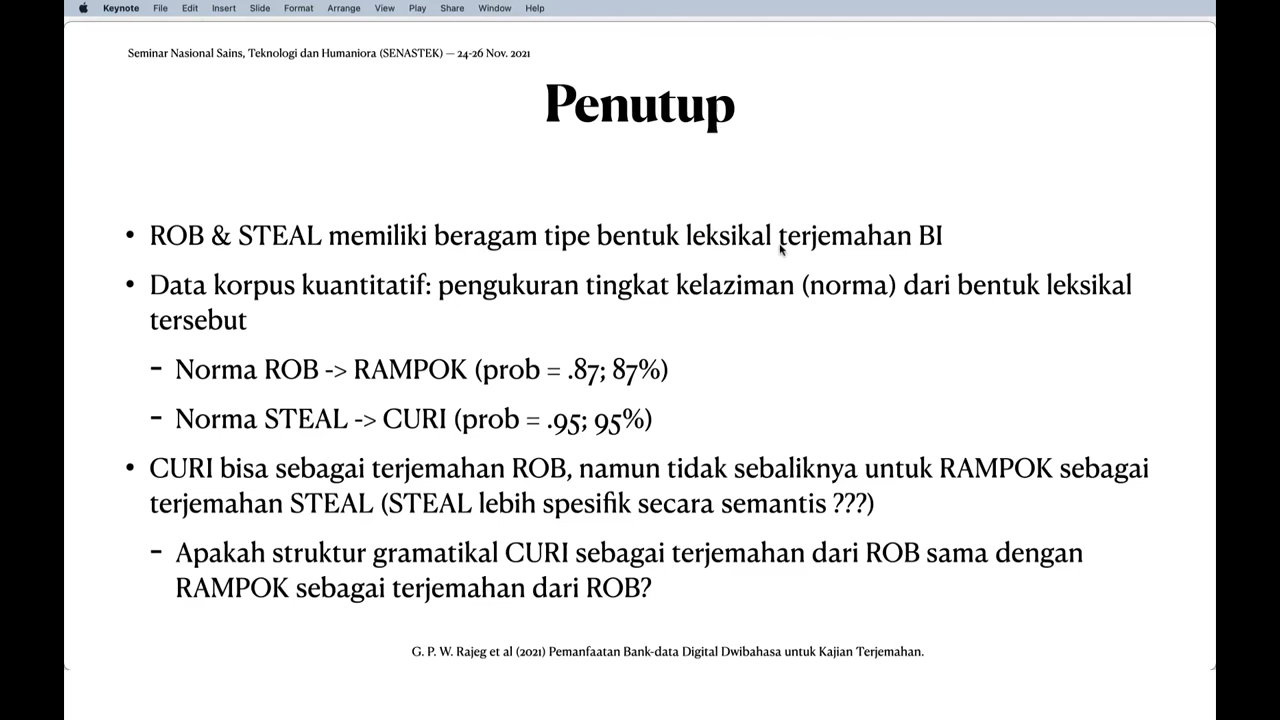 Keynote File Edit Insert Slide Format Arrange View Play Share Window Help
Seminar Nasional Sains, Teknologi dan Humaniora (SENASTEK) — 24-26 Nov. 2021
Penutup
• ROB & STEAL memiliki beragam tipe bentuk leksikal terjemahan BI
• Data korpus kuantitatif: pengukuran tingkat kelaziman (norma) dari bentuk leksikal
tersebut
- Norma ROB -> RAMPOK (prob = .87; 87%)
- Norma STEAL -> CURI (prob = .95; 95%)
• CURI bisa sebagai terjemahan ROB, namun tidak sebaliknya untuk RAMPOK sebagai
terjemahan STEAL (STEAL lebih spesifik secara semantis ???)
- Apakah struktur gramatikal CURI sebagai terjemahan dari ROB sama dengan
RAMPOK sebagai terjemahan dari ROB?
G. P. W. Rajeg et al (2021) Pemanfaatan Bank-data Digital Dwibahasa untuk Kajian Terjemahan.